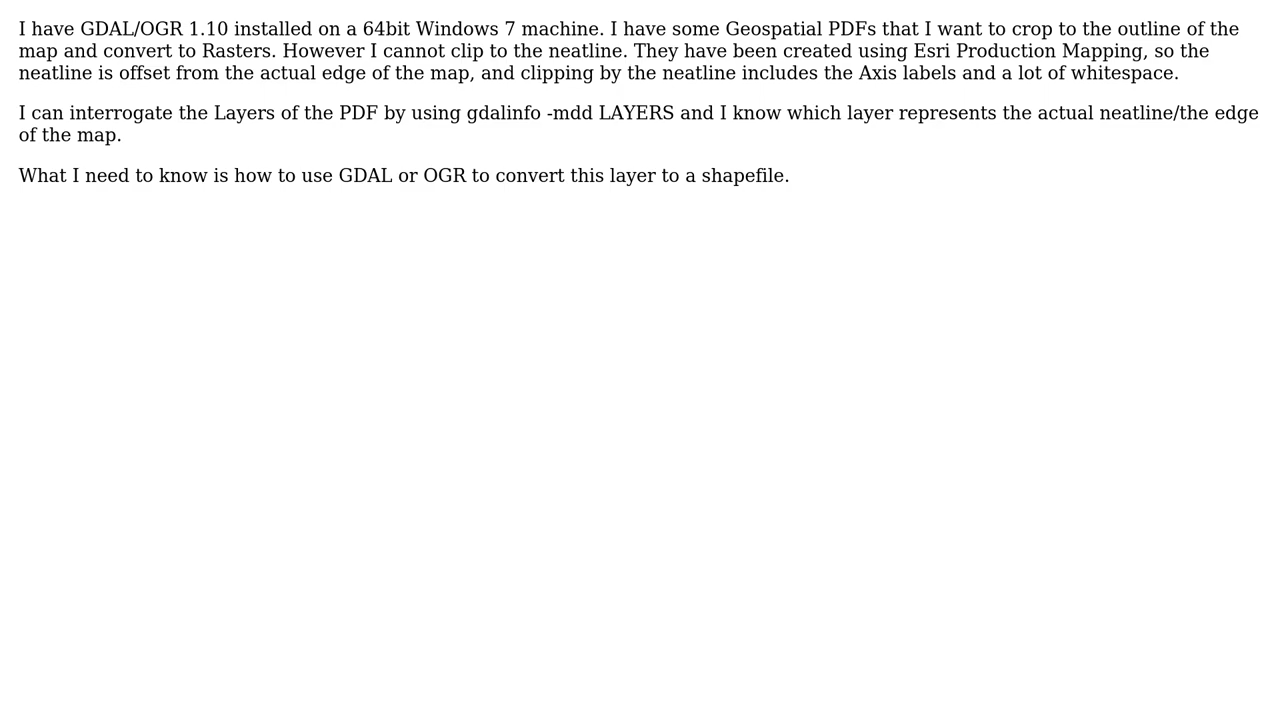 I have GDAL/OGR 1.10 installed on a 64bit Windows 7 machine. I have some Geospatial PDFs that I want to crop to the outline of the
map and convert to Rasters. However I cannot clip to the neatline. They have been created using Esri Production Mapping, so the
neatline is offset from the actual edge of the map, and clipping by the neatline includes the Axis labels and a lot of whitespace.
I can interrogate the Layers of the PDF by using gdalinfo -mdd LAYERS and I know which layer represents the actual neatline/the edge
of the map.
What I need to know is how to use GDAL or OGR to convert this layer to a shapefile.